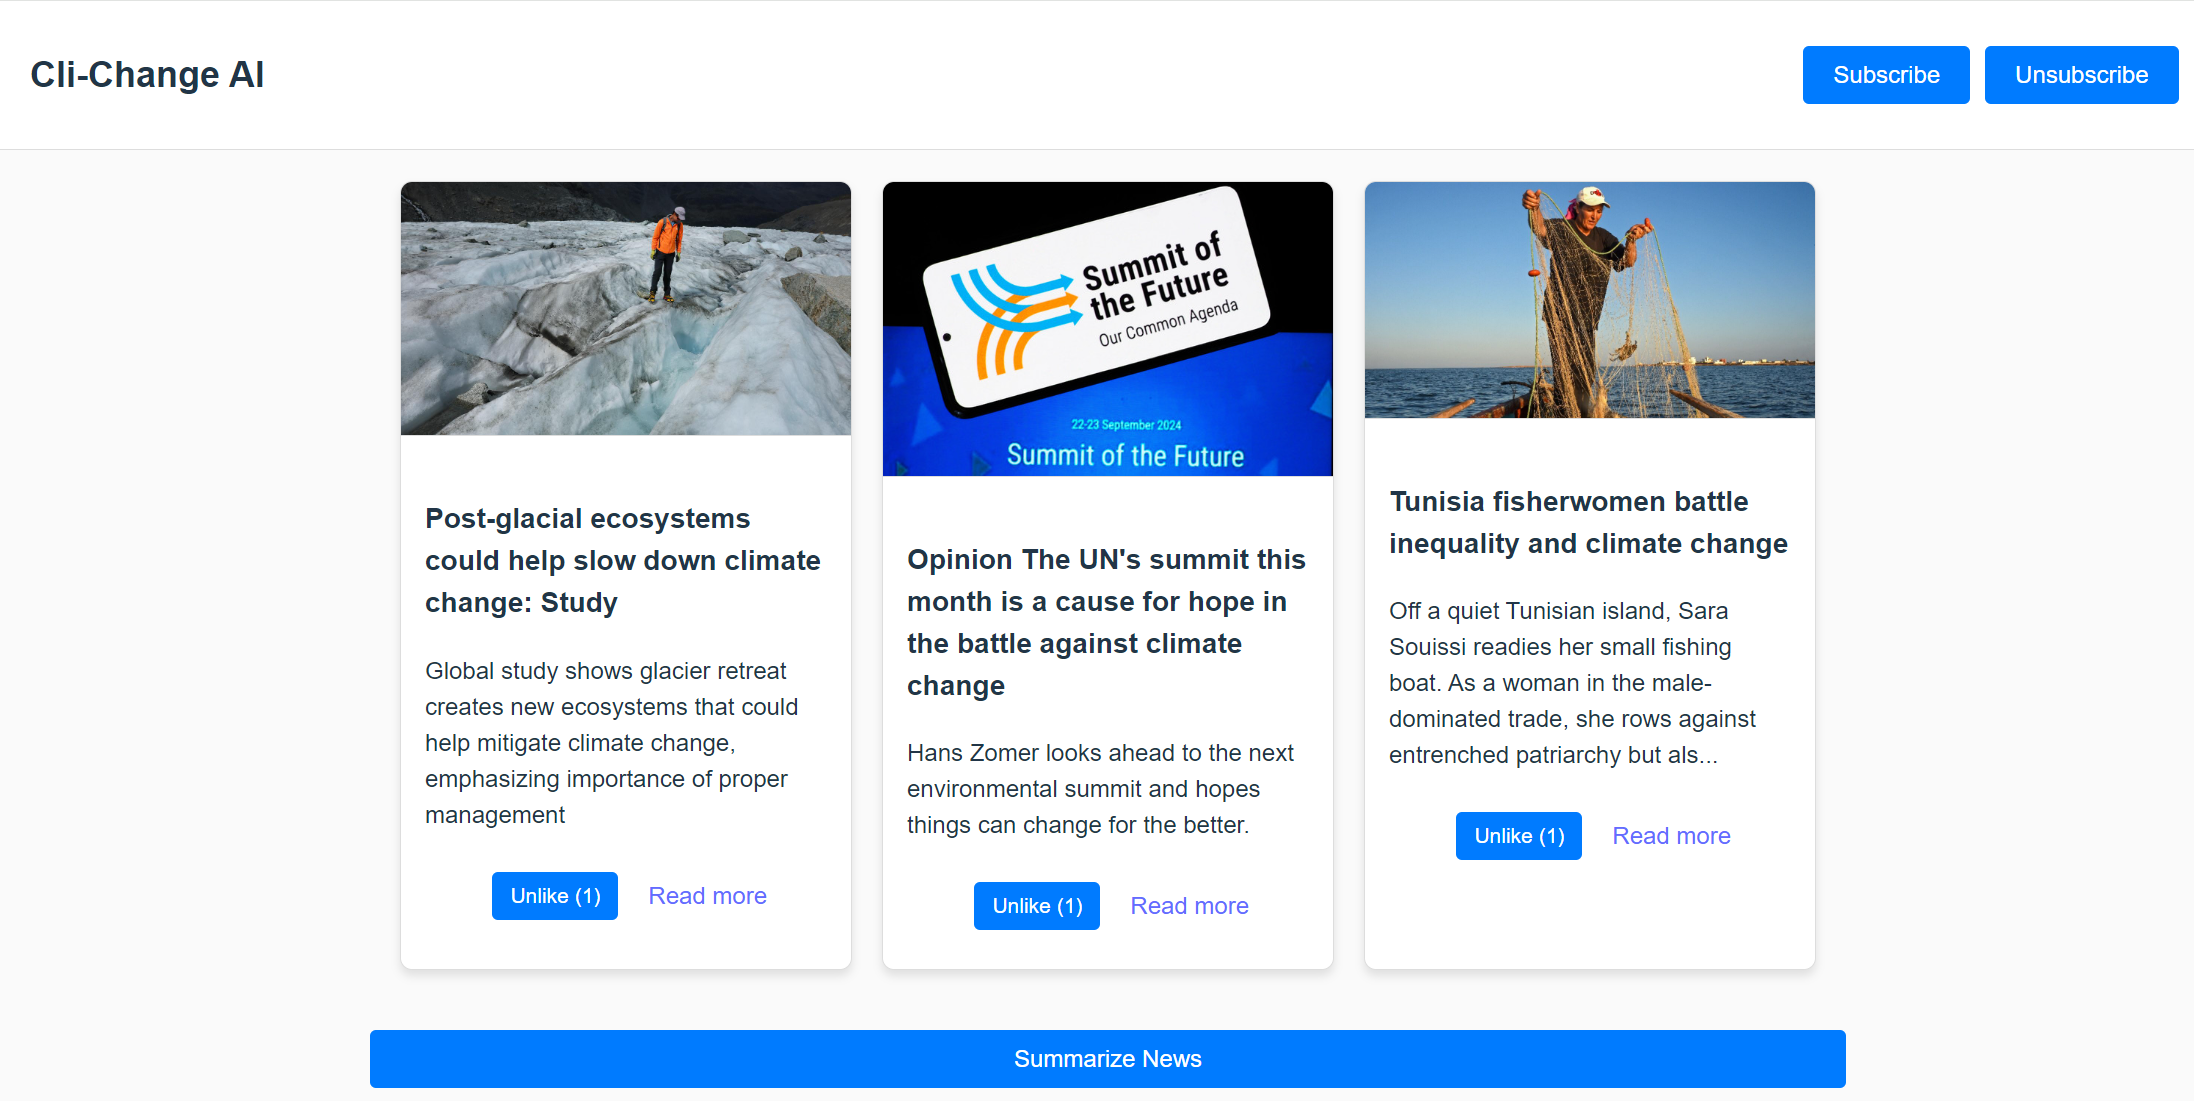 Cli-Change AI
Subscribe
Unsubscribe
Summit of
the Future
Our Common Agenda
22-23 September 2024
Summit of the Future
Post-glacial ecosystems
could help slow down climate
change: Study
Global study shows glacier retreat
creates new ecosystems that could
help mitigate climate change,
emphasizing importance of proper
management
Unlike (1)
Read more
Opinion The UN's summit this
month is a cause for hope in
the battle against climate
change
Hans Zomer looks ahead to the next
environmental summit and hopes
things can change for the better.
Unlike (1)
Read more
Tunisia fisherwomen battle
inequality and climate change
Off a quiet Tunisian island, Sara
Souissi readies her small fishing
boat. As a woman in the male-
dominated trade, she rows against
entrenched patriarchy but als...
Unlike (1)
Read more
Summarize News